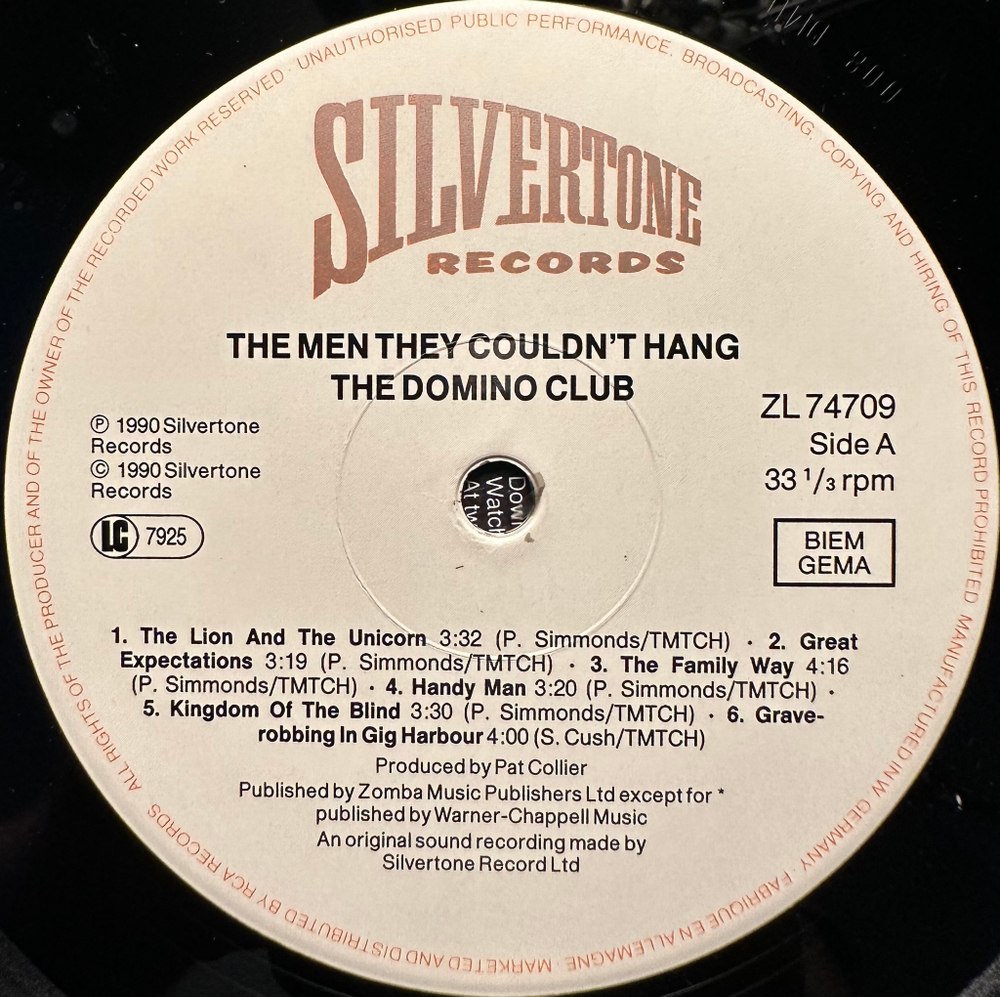 SILVERTONE
RECORDS
THE MEN THEY COULDN'T HANG
THE DOMINO CLUB
℗ 1990 Silvertone
Records
© 1990 Silvertone
Records
LC 7925
ZL 74709
Side A
33 1/3 rpm
BIEM
GEMA
Down
Watch
At tw
1. The Lion And The Unicorn 3:32 (P. Simmonds/TMTCH) · 2. Great
Expectations 3:19 (P. Simmonds/TMTCH) · 3. The Family Way 4:16
(P. Simmonds/TMTCH) · 4. Handy Man 3:20 (P. Simmonds/TMTCH) ·
5. Kingdom Of The Blind 3:30 (P. Simmonds/TMTCH) · 6. Grave-
robbing In Gig Harbour 4:00 (S. Cush/TMTCH)
Produced by Pat Collier
Published by Zomba Music Publishers Ltd except for *
published by Warner-Chappell Music
An original sound recording made by
Silvertone Record Ltd
ALL RIGHTS OF THE PRODUCER AND OF THE OWNER OF THE RECORDED WORK RESERVED · UNAUTHORISED PUBLIC PERFORMANCE, BROADCASTING, COPYING AND HIRING OF THIS RECORD PROHIBITED MANUFACTURED IN W. GERMANY · FABRIQUE EN ALLEMAGNE · MARKETED AND DISTRIBUTED BY RCA RECORDS